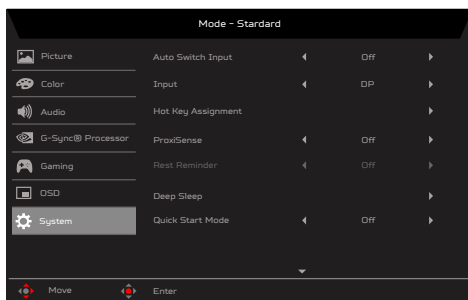 Mode - Stardard
Picture
Auto Switch Input Off
Color
Input DP
Audio
Hot Key Assignment
G-Sync® Processor
ProxiSense Off
Gaming
Rest Reminder Off
OSD
Deep Sleep
System
Quick Start Mode Off
Move Enter